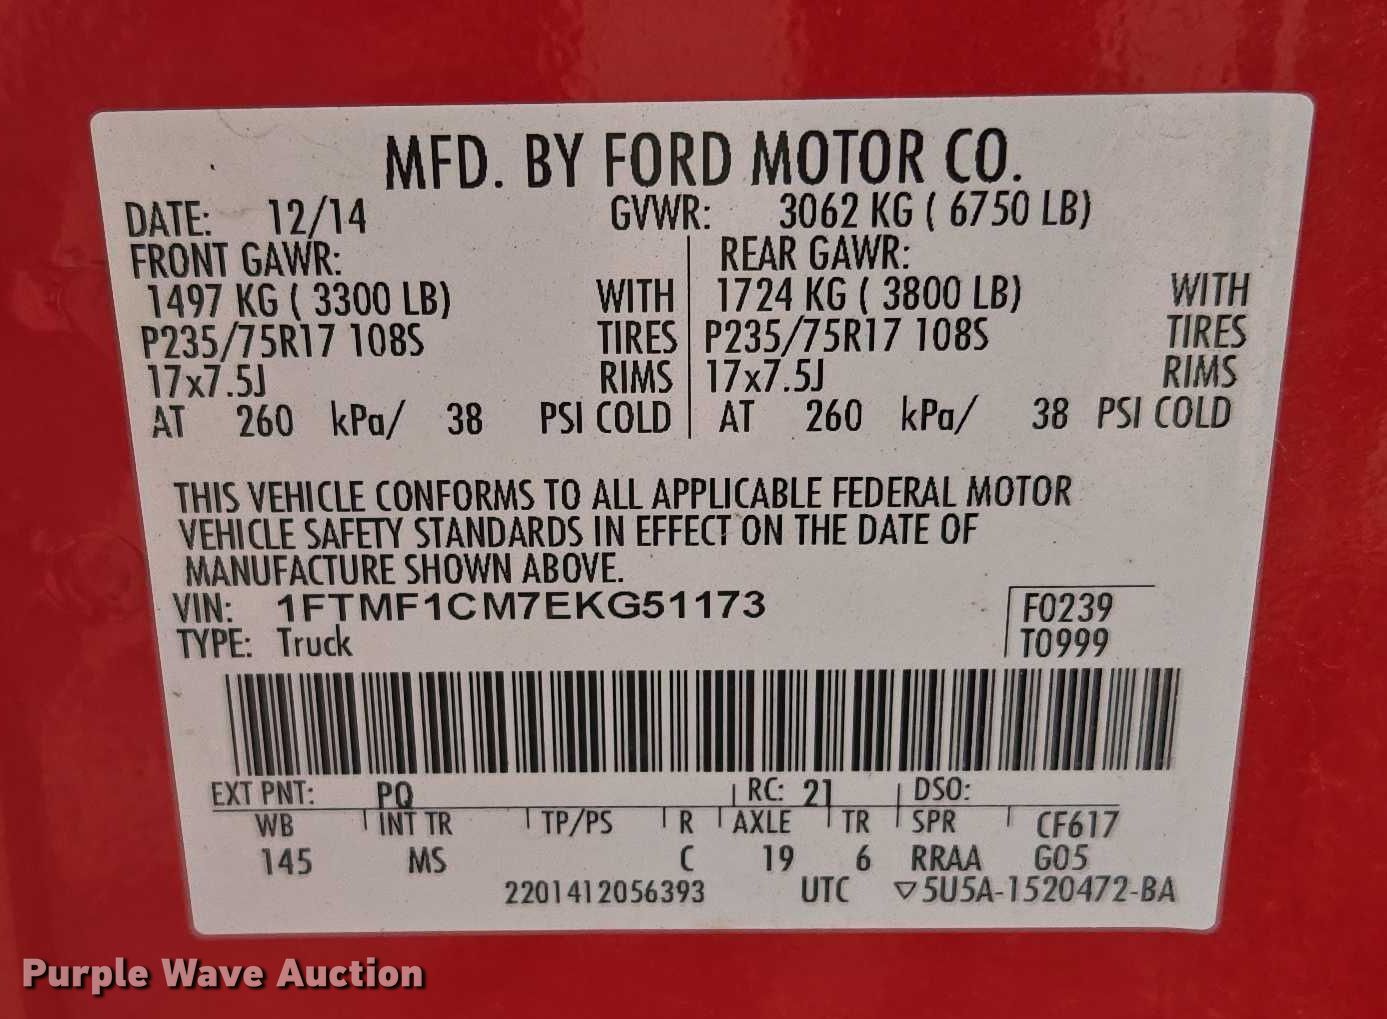 MFD. BY FORD MOTOR CO.
DATE: 12/14 GVWR: 3062 KG ( 6750 LB)
FRONT GAWR: REAR GAWR:
1497 KG ( 3300 LB) WITH 1724 KG ( 3800 LB) WITH
P235/75R17 108S TIRES P235/75R17 108S TIRES
17x7.5J RIMS 17x7.5J RIMS
AT 260 kPa/ 38 PSI COLD AT 260 kPa/ 38 PSI COLD
THIS VEHICLE CONFORMS TO ALL APPLICABLE FEDERAL MOTOR
VEHICLE SAFETY STANDARDS IN EFFECT ON THE DATE OF
MANUFACTURE SHOWN ABOVE.
VIN: 1FTMF1CM7EKG51173 F0239
TYPE: Truck T0999
EXT PNT: PQ RC: 21 DSO:
WB INT TR TP/PS R AXLE TR SPR CF617
145 MS C 19 6 RRAA G05
2201412056393 UTC ▽5U5A-1520472-BA
Purple Wave Auction